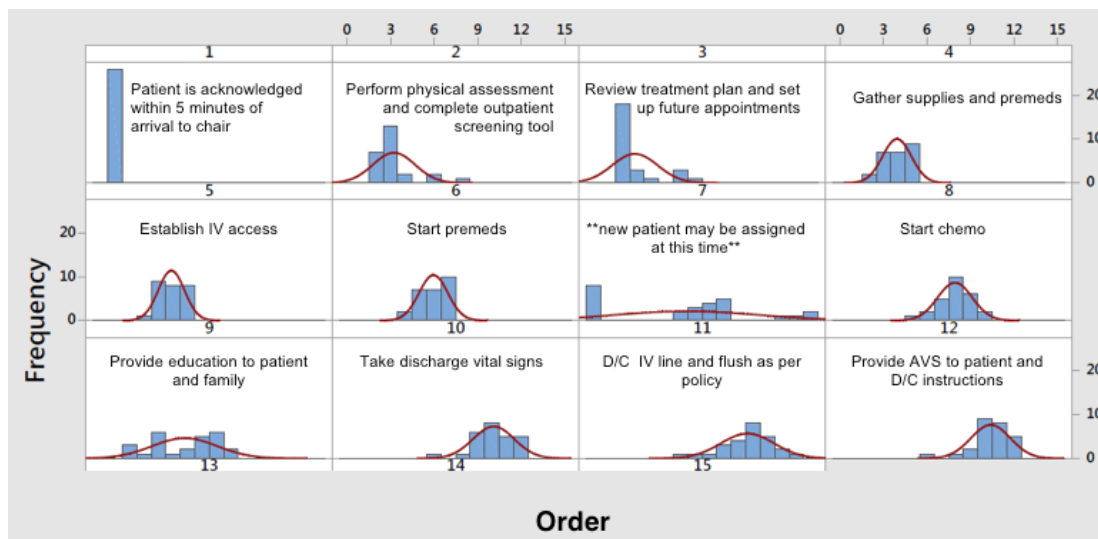 0 3 6 9 12 15 0 3 6 9 12 15
1 2 3 4
Patient is acknowledged
within 5 minutes of
arrival to chair
Perform physical assessment
and complete outpatient
screening tool
Review treatment plan and set
up future appointments
Gather supplies and premeds
20
10
0
5 6 7 8
Establish IV access
Start premeds
**new patient may be assigned
at this time**
Start chemo
20
10
0
9 10 11 12
Provide education to patient
and family
Take discharge vital signs
D/C IV line and flush as per
policy
Provide AVS to patient and
D/C instructions
20
10
0
13 14 15
Frequency
Order